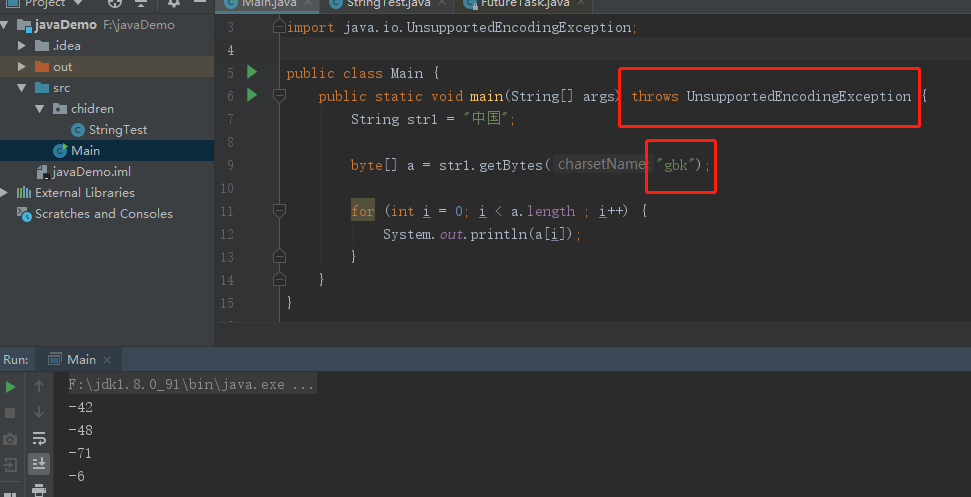 Project
Main.java
StringTest.java
FutureTask.java
javaDemo F:\javaDemo
.idea
out
src
chidren
StringTest
Main
javaDemo.iml
External Libraries
Scratches and Consoles
3 import java.io.UnsupportedEncodingException;
4
5 public class Main {
6 public static void main(String[] args) throws UnsupportedEncodingException {
7 String str1 = "中国";
8
9 byte[] a = str1.getBytes( charsetName: "gbk");
10
11 for (int i = 0; i < a.length ; i++) {
12 System.out.println(a[i]);
13 }
14 }
15 }
Run: Main
F:\jdk1.8.0_91\bin\java.exe ...
-42
-48
-71
-6